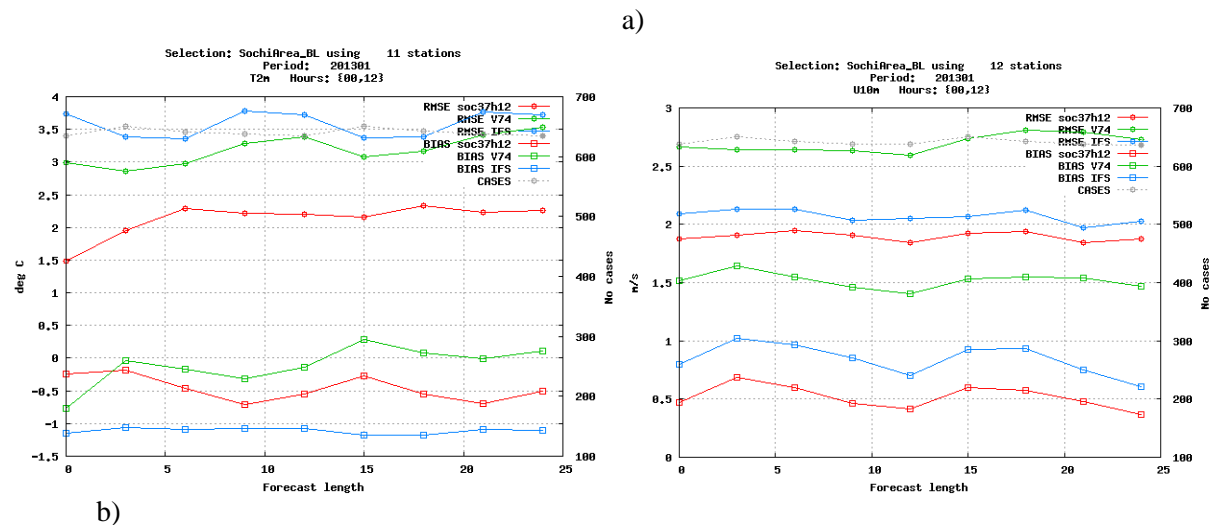 a)
Selection: SochiArea_BL using 11 stations
Period: 201301
T2m Hours: {00,12}
4
3.5
3
2.5
2
1.5
1
0.5
0
-0.5
-1
-1.5
deg C
700
600
500
400
300
200
100
No cases
RMSE soc37h12
RMSE V74
RMSE IFS
BIAS soc37h12
BIAS V74
BIAS IFS
CASES
0 5 10 15 20 25
Forecast length
Selection: SochiArea_BL using 12 stations
Period: 201301
U10m Hours: {00,12}
3
2.5
2
1.5
1
0.5
0
m/s
700
600
500
400
300
200
100
No cases
RMSE soc37h12
RMSE V74
RMSE IFS
BIAS soc37h12
BIAS V74
BIAS IFS
CASES
0 5 10 15 20 25
Forecast length
b)